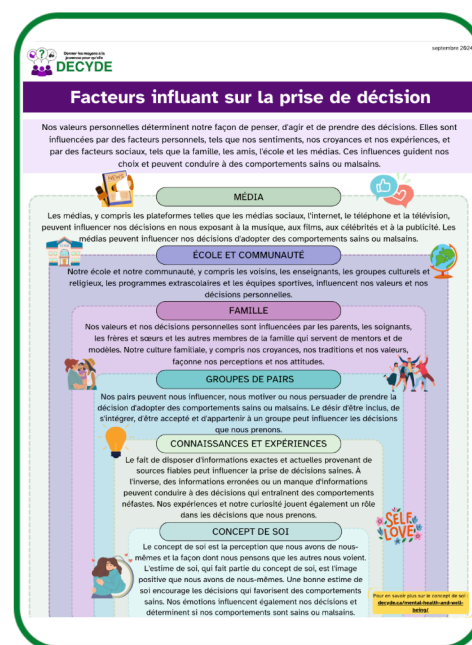 septembre 2024
Donner les moyens à la
jeunesse pour qu'elle
DECYDE
Facteurs influant sur la prise de décision
Nos valeurs personnelles déterminent notre façon de penser, d'agir et de prendre des décisions. Elles sont
influencées par des facteurs personnels, tels que nos sentiments, nos croyances et nos expériences, et
par des facteurs sociaux, tels que la famille, les amis, l'école et les médias. Ces influences guident nos
choix et peuvent conduire à des comportements sains ou malsains.
NEWS
MÉDIA
Les médias, y compris les plateformes telles que les médias sociaux, l'internet, le téléphone et la télévision,
peuvent influencer nos décisions en nous exposant à la musique, aux films, aux célébrités et à la publicité. Les
médias peuvent influencer nos décisions d'adopter des comportements sains ou malsains.
ÉCOLE ET COMMUNAUTÉ
Notre école et notre communauté, y compris les voisins, les enseignants, les groupes culturels et
religieux, les programmes extrascolaires et les équipes sportives, influencent nos valeurs et nos
décisions personnelles.
FAMILLE
Nos valeurs et nos décisions personnelles sont influencées par les parents, les soignants,
les frères et sœurs et les autres membres de la famille qui servent de mentors et de
modèles. Notre culture familiale, y compris nos croyances, nos traditions et nos valeurs,
façonne nos perceptions et nos attitudes.
GROUPES DE PAIRS
Nos pairs peuvent nous influencer, nous motiver ou nous persuader de prendre la
décision d'adopter des comportements sains ou malsains. Le désir d'être inclus, de
s'intégrer, d'être accepté et d'appartenir à un groupe peut influencer les décisions
que nous prenons.
CONNAISSANCES ET EXPÉRIENCES
Le fait de disposer d'informations exactes et actuelles provenant de
sources fiables peut influencer la prise de décisions saines. À
l'inverse, des informations erronées ou un manque d'informations
peuvent conduire à des décisions qui entraînent des comportements
néfastes. Nos expériences et notre curiosité jouent également un rôle
dans les décisions que nous prenons.
SELF
LOVE
CONCEPT DE SOI
Le concept de soi est la perception que nous avons de nous-
mêmes et la façon dont nous pensons que les autres nous voient.
L'estime de soi, qui fait partie du concept de soi, est l'image
positive que nous avons de nous-mêmes. Une bonne estime de
soi encourage les décisions qui favorisent des comportements
sains. Nos émotions influencent également nos décisions et
déterminent si nos comportements sont sains ou malsains.
Pour en savoir plus sur le concept de soi :
decyde.ca/mental-health-and-well-
being/